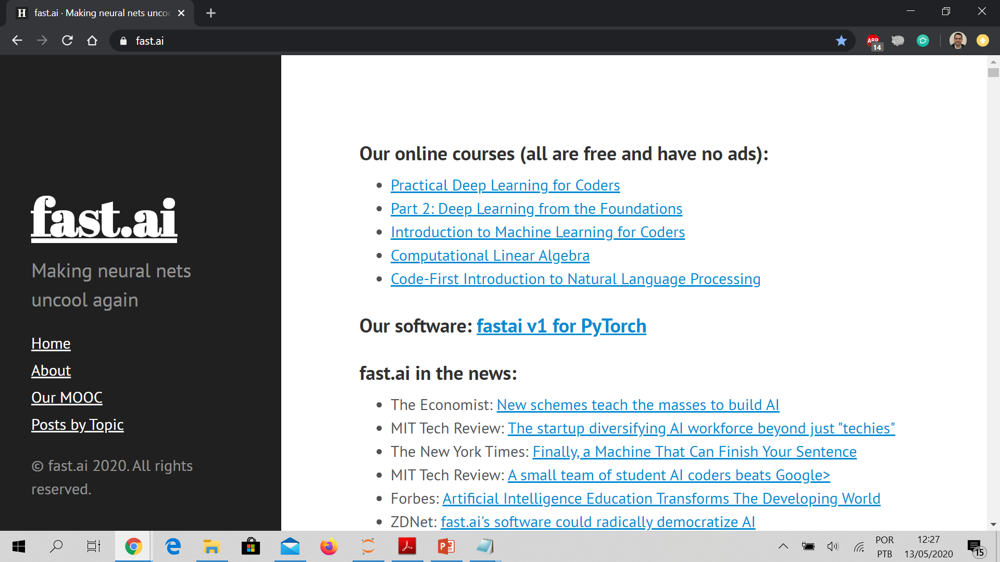 fast.ai · Making neural nets unco
fast.ai
ABP
14
fast.ai
Making neural nets
uncool again
Home
About
Our MOOC
Posts by Topic
© fast.ai 2020. All rights
reserved.
Our online courses (all are free and have no ads):
Practical Deep Learning for Coders
Part 2: Deep Learning from the Foundations
Introduction to Machine Learning for Coders
Computational Linear Algebra
Code-First Introduction to Natural Language Processing
Our software: fastai v1 for PyTorch
fast.ai in the news:
The Economist: New schemes teach the masses to build AI
MIT Tech Review: The startup diversifying AI workforce beyond just "techies"
The New York Times: Finally, a Machine That Can Finish Your Sentence
MIT Tech Review: A small team of student AI coders beats Google>
Forbes: Artificial Intelligence Education Transforms The Developing World
ZDNet: fast.ai's software could radically democratize AI
POR
PTB
12:27
13/05/2020
15